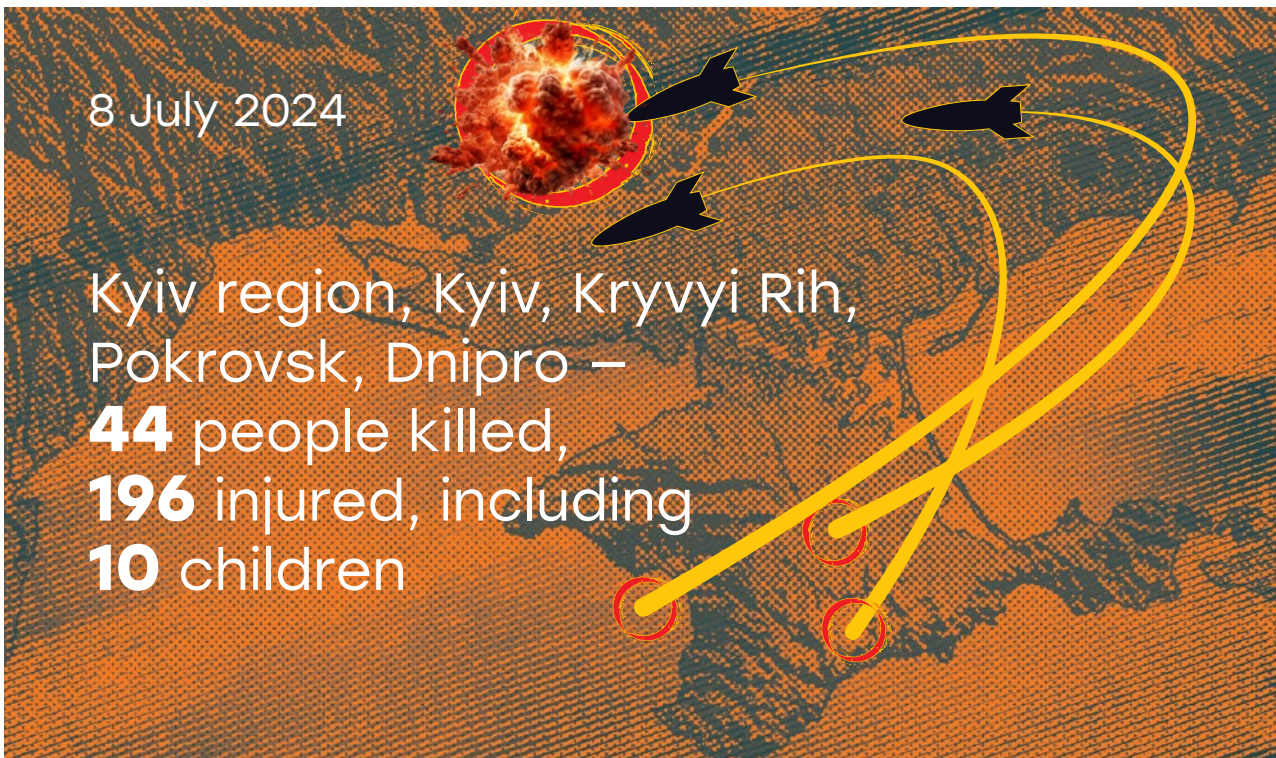 8 July 2024
Kyiv region, Kyiv, Kryvyi Rih,
Pokrovsk, Dnipro –
44 people killed,
196 injured, including
10 children